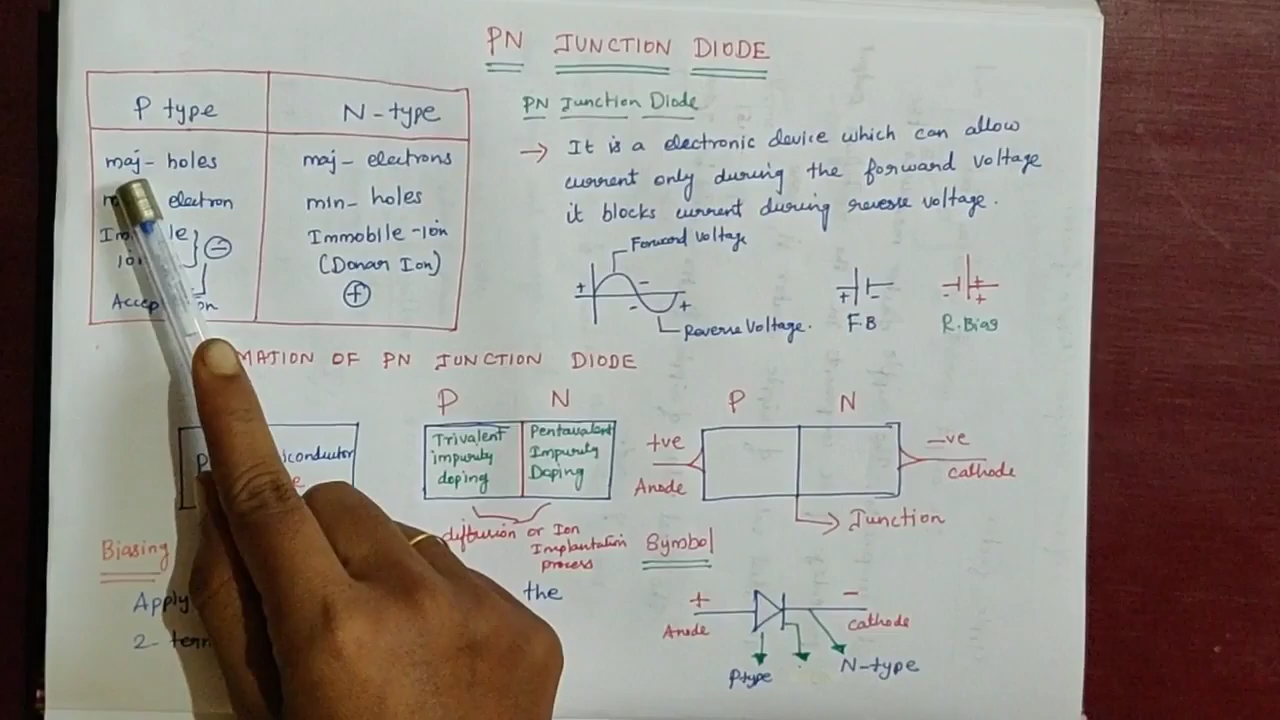 PN JUNCTION DIODE
P type
N-type
maj- holes
maj- electrons
electron
min- holes
Immobile-ion
(Donar Ion)
+
-
PN Junction Diode
→ It is a electronic device which can allow
current only during the forward voltage
it blocks current during reverse voltage.
Forward voltage
+ - - +
Reverse Voltage.
+ -
F.B
- + +
R.Bias
OF PN JUNCTION DIODE
P N
Trivalent
impurity
doping
Pentavalent
Impurity
Doping
diffusion or Ion
Implantation
process
P N
+ve
Anode
-ve
Cathode
Junction
Biasing
Apply
the
2-
Symbol
+
Anode
-
Cathode
Ptype
N-type